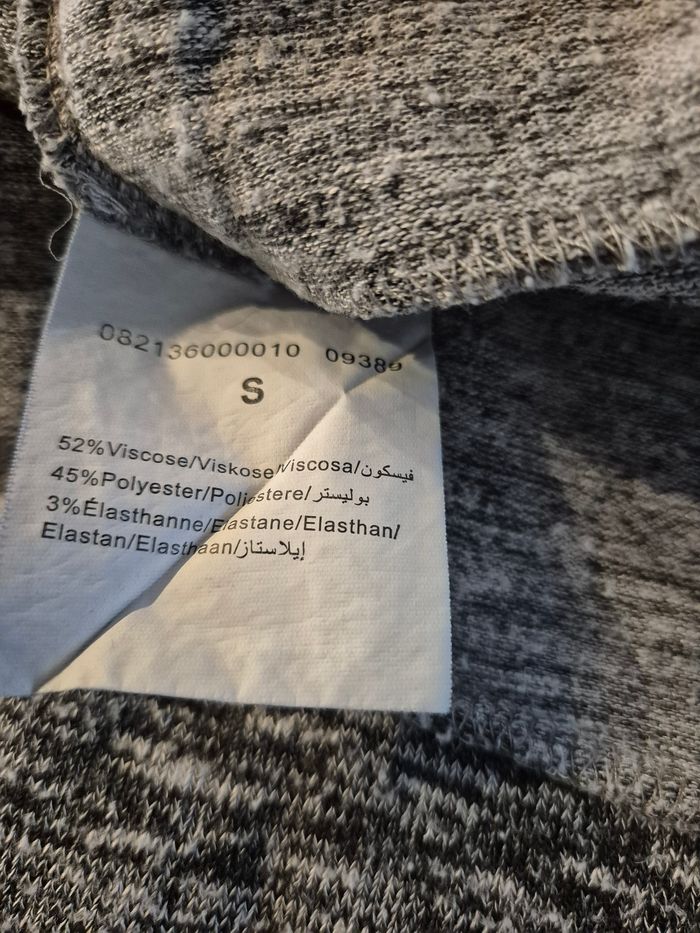 082136000010 09389
S
52%Viscose/Viskose/Viscosa/فيسكون
45%Polyester/Poliestere/بوليستر
3%Élasthanne/Elastane/Elasthan/
Elastan/Elasthaan/إيلاستاز